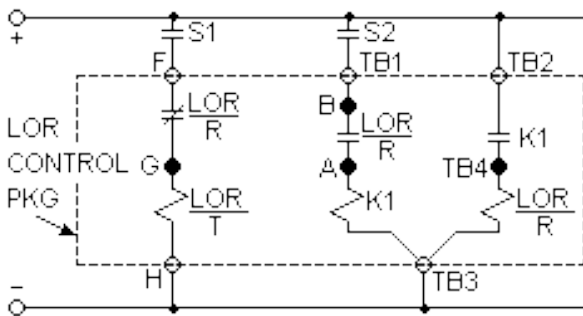 S1
S2
+
F
TB1
TB2
B
LOR
R
LOR
R
K1
LOR
CONTROL
PKG
G
A
TB4
LOR
T
K1
LOR
R
H
TB3
−